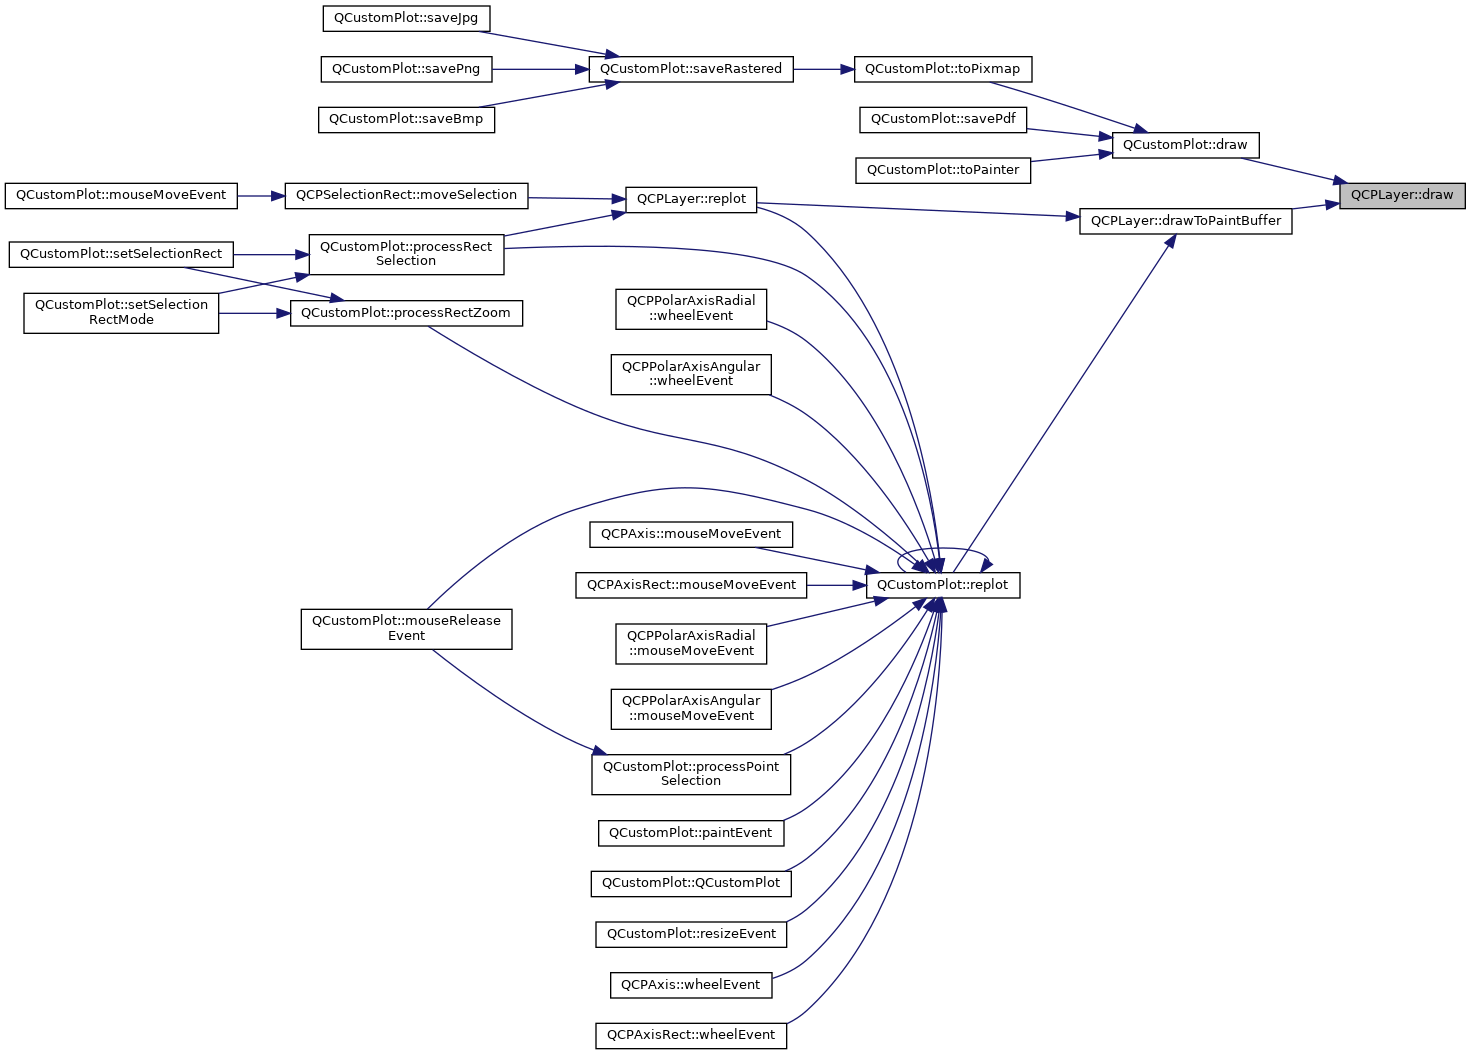 QCustomPlot::saveJpg
QCustomPlot::savePng
QCustomPlot::saveRastered
QCustomPlot::toPixmap
QCustomPlot::saveBmp
QCustomPlot::savePdf
QCustomPlot::draw
QCustomPlot::toPainter
QCPLayer::draw
QCustomPlot::mouseMoveEvent
QCPSelectionRect::moveSelection
QCPLayer::replot
QCPLayer::drawToPaintBuffer
QCustomPlot::setSelectionRect
QCustomPlot::processRect
Selection
QCustomPlot::setSelection
RectMode
QCustomPlot::processRectZoom
QCPPolarAxisRadial
::wheelEvent
QCPPolarAxisAngular
::wheelEvent
QCPAxis::mouseMoveEvent
QCPAxisRect::mouseMoveEvent
QCustomPlot::replot
QCustomPlot::mouseRelease
Event
QCPPolarAxisRadial
::mouseMoveEvent
QCPPolarAxisAngular
::mouseMoveEvent
QCustomPlot::processPoint
Selection
QCustomPlot::paintEvent
QCustomPlot::QCustomPlot
QCustomPlot::resizeEvent
QCPAxis::wheelEvent
QCPAxisRect::wheelEvent